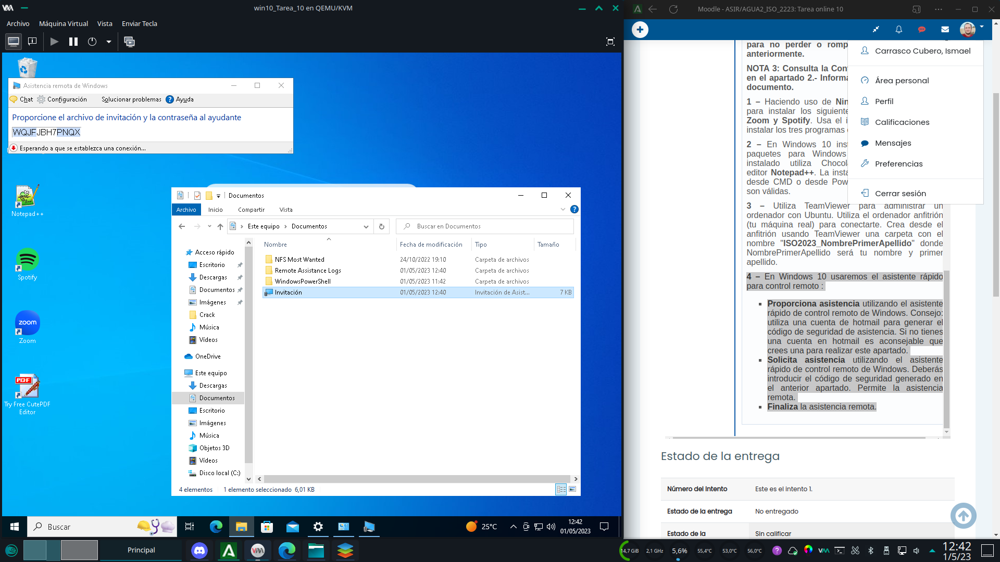 win10_Tarea_10 en QEMU/KVM
Archivo Máquina Virtual Vista Enviar Tecla
Asistencia remota de Windows
Chat Configuración Solucionar problemas Ayuda
Proporcione el archivo de invitación y la contraseña al ayudante
WQJFJBH7PNQX
Esperando a que se establezca una conexión...
Notepad++
Spotify
zoom
Zoom
PDF
Try Free CutePDF
Editor
Documentos
Archivo Inicio Compartir Vista
Este equipo Documentos
Buscar en Documentos
Nombre Fecha de modificación Tipo Tamaño
NFS Most Wanted 24/10/2022 19:10 Carpeta de archivos
Remote Assistance Logs 01/05/2023 12:40 Carpeta de archivos
WindowsPowerShell 01/05/2023 11:42 Carpeta de archivos
Invitación 01/05/2023 12:40 Invitación de Asist... 7 KB
Acceso rápido
Escritorio
Descargas
Documentos
Imágenes
Crack
Música
Vídeos
OneDrive
Este equipo
Descargas
Documentos
Escritorio
Imágenes
Música
Objetos 3D
Vídeos
Disco local (C:)
4 elementos 1 elemento seleccionado 6,01 KB
Buscar
25°C
12:42
01/05/2023
Moodle - ASIR/AGUA2_ISO_2223: Tarea online 10
para no perder o romp
anteriormente.
NOTA 3: Consulta la Con
en el apartado 2.- Informa
documento.
1 – Haciendo uso de Nin
para instalar los siguiente
Zoom y Spotify. Usa el i
instalar los tres programas
2 – En Windows 10 inst
paquetes para Windows
instalado utiliza Chocol
editor Notepad++. La insta
desde CMD o desde Pow
son válidas.
3 – Utiliza TeamViewer para administrar un
ordenador con Ubuntu. Utiliza el ordenador anfitrión
(tu máquina real) para conectarte. Crea desde el
anfitrión usando TeamViewer una carpeta con el
nombre "ISO2023_NombrePrimerApellido" donde
NombrePrimerApellido será tu nombre y primer
apellido.
4 – En Windows 10 usaremos el asistente rápido
para control remoto :
Proporciona asistencia utilizando el asistente
rápido de control remoto de Windows. Consejo:
utiliza una cuenta de hotmail para generar el
código de seguridad de asistencia. Si no tienes
una cuenta en hotmail es aconsejable que
crees una para realizar este apartado.
Solicita asistencia utilizando el asistente
rápido de control remoto de Windows. Deberás
introducir el código de seguridad generado en
el anterior apartado. Permite la asistencia
remota.
Finaliza la asistencia remota.
Carrasco Cubero, Ismael
Área personal
Perfil
Calificaciones
Mensajes
Preferencias
Cerrar sesión
Estado de la entrega
Número del intento Este es el intento 1.
Estado de la entrega No entregado
Estado de la Sin calificar
Principal
14,7 GiB 2,1 GHz 5,6% 55,4°C 53,0°C 56,0°C
12:42
1/5/23